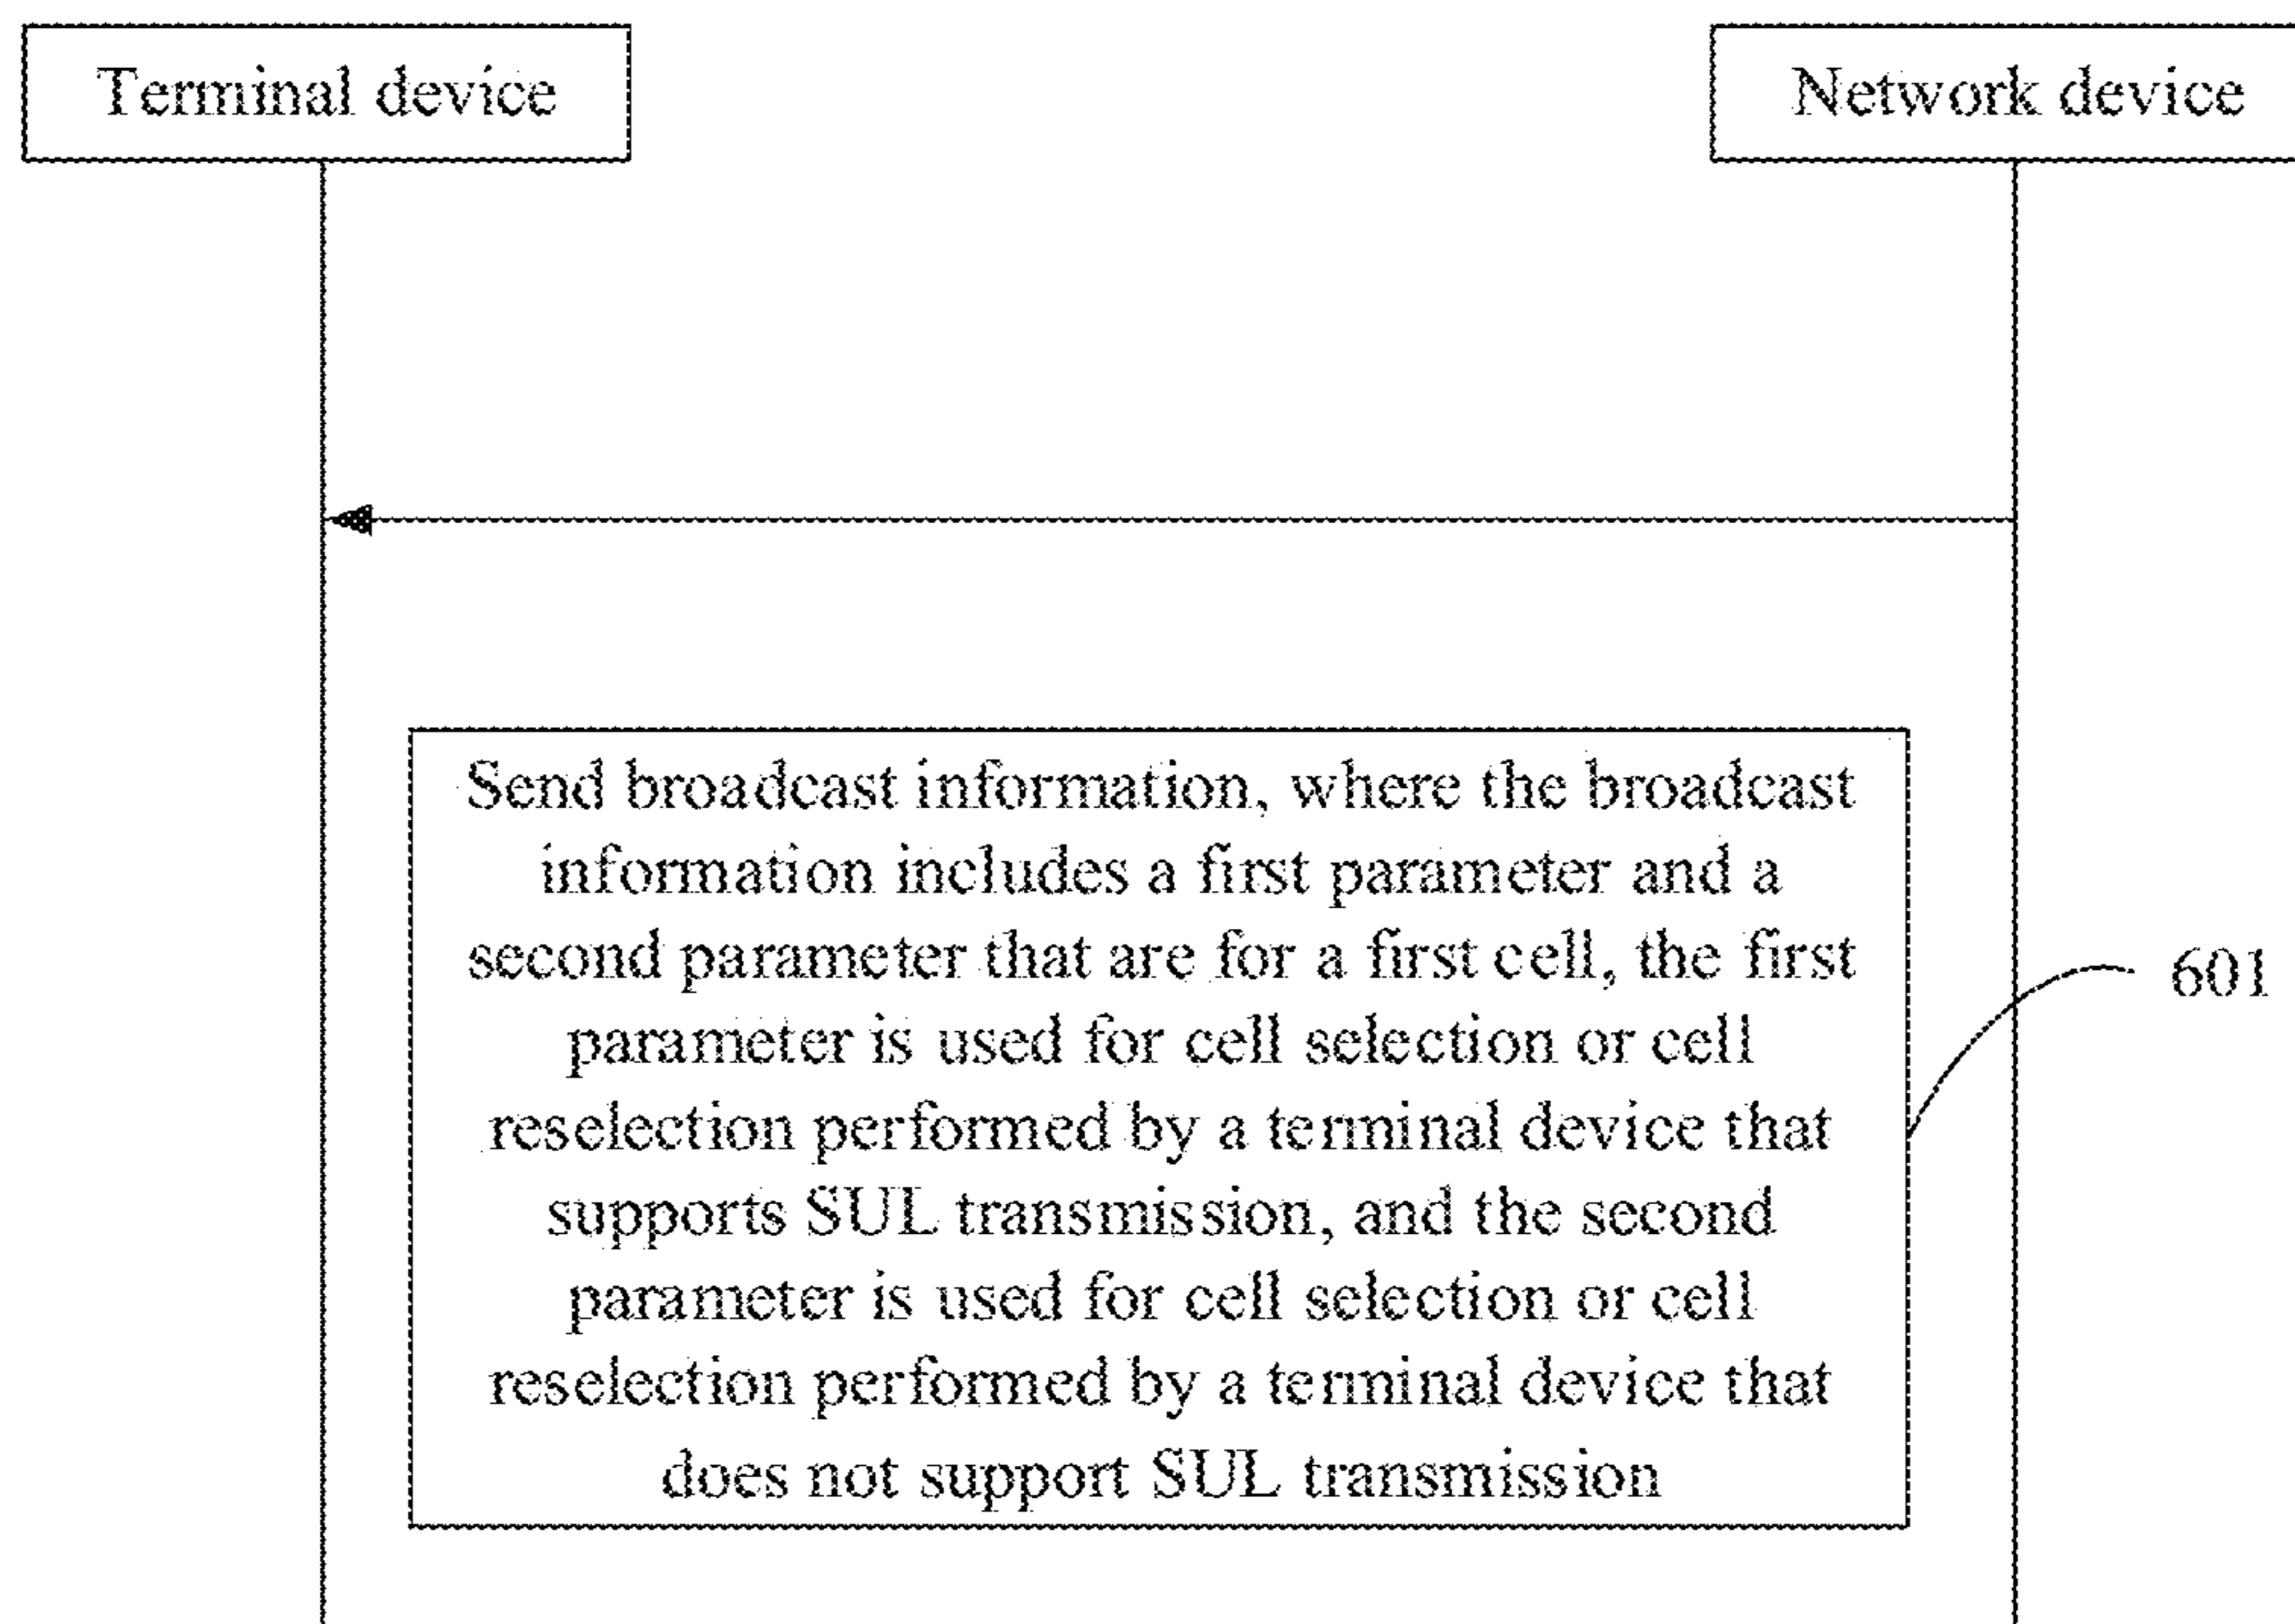 Terminal device
Network device
Send broadcast information, where the broadcast
information includes a first parameter and a
second parameter that are for a first cell, the first
parameter is used for cell selection or cell
reselection performed by a terminal device that
supports SUL transmission, and the second
parameter is used for cell selection or cell
reselection performed by a terminal device that
does not support SUL transmission
601